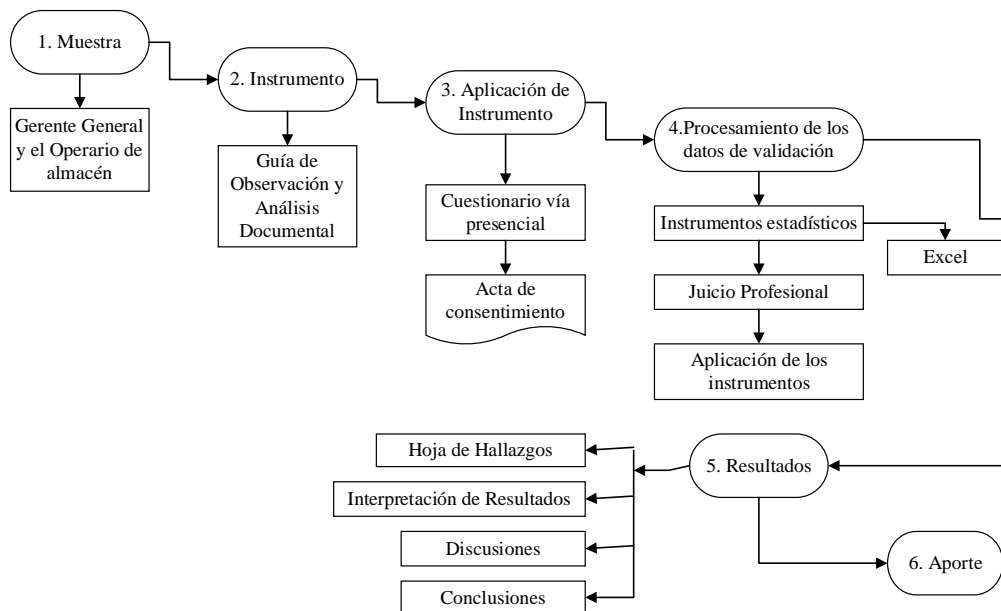 1. Muestra
Gerente General
y el Operario de
almacén
2. Instrumento
Guía de
Observación y
Análisis
Documental
3. Aplicación de
Instrumento
Cuestionario vía
presencial
Acta de
consentimiento
4.Procesamiento de los
datos de validación
Instrumentos estadísticos
Excel
Juicio Profesional
Aplicación de los
instrumentos
5. Resultados
Hoja de Hallazgos
Interpretación de Resultados
Discusiones
Conclusiones
6. Aporte